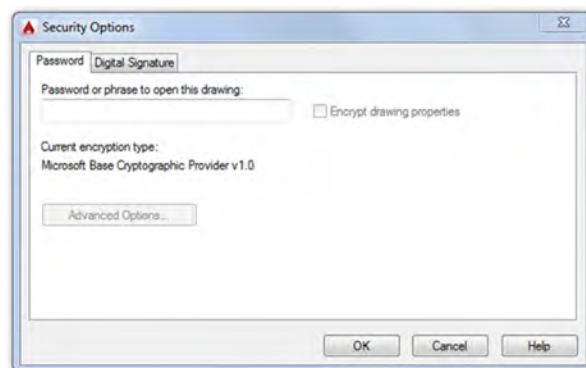 Security Options
Password Digital Signature
Password or phrase to open this drawing:
Encrypt drawing properties
Current encryption type:
Microsoft Base Cryptographic Provider v1.0
Advanced Options...
OK Cancel Help